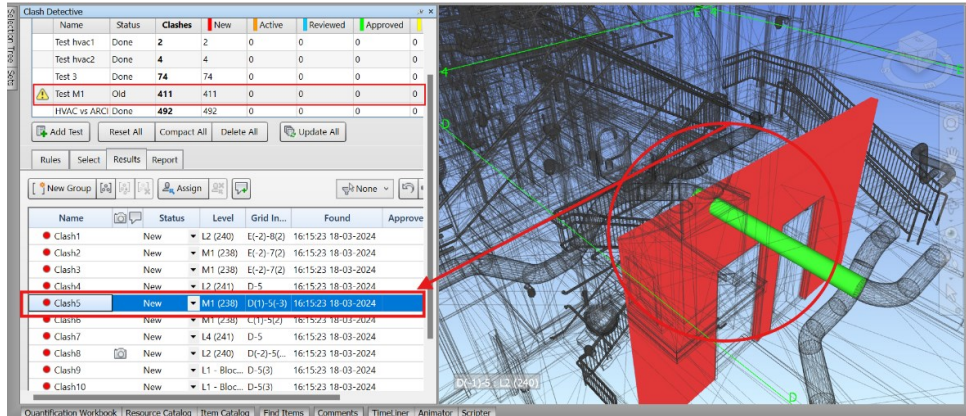 Clash Detective
Name Status Clashes New Active Reviewed Approved
Test hvac1 Done 2 2 0 0 0 0
Test hvac2 Done 4 4 0 0 0 0
Test 3 Done 74 74 0 0 0 0
Test M1 Old 411 411 0 0 0 0
HVAC vs ARCI Done 492 492 0 0 0 0
Add Test Reset All Compact All Delete All Update All
Rules Select Results Report
New Group Assign None
Name Status Level Grid In... Found Approve
Clash1 New L2 (240) E(-2)-8(2) 16:15:23 18-03-2024
Clash2 New M1 (238) E(-2)-7(2) 16:15:23 18-03-2024
Clash3 New M1 (238) E(-2)-7(2) 16:15:23 18-03-2024
Clash4 New L2 (241) D-5 16:15:23 18-03-2024
Clash5 New M1 (238) D(1)-5(-3) 16:15:23 18-03-2024
Clash6 New M1 (238) C(1)-5(2) 16:15:23 18-03-2024
Clash7 New L4 (241) D-5 16:15:23 18-03-2024
Clash8 New L2 (240) D(-2)-5(... 16:15:23 18-03-2024
Clash9 New L1 - Bloc... D-5(3) 16:15:23 18-03-2024
Clash10 New L1 - Bloc... D-5(3) 16:15:23 18-03-2024
Quantification Workbook Resource Catalog Item Catalog Find Items Comments TimeLiner Animator Scripter
Selection Tree Sets
D(-1)-5 : L2 (240)
E
4
D
D